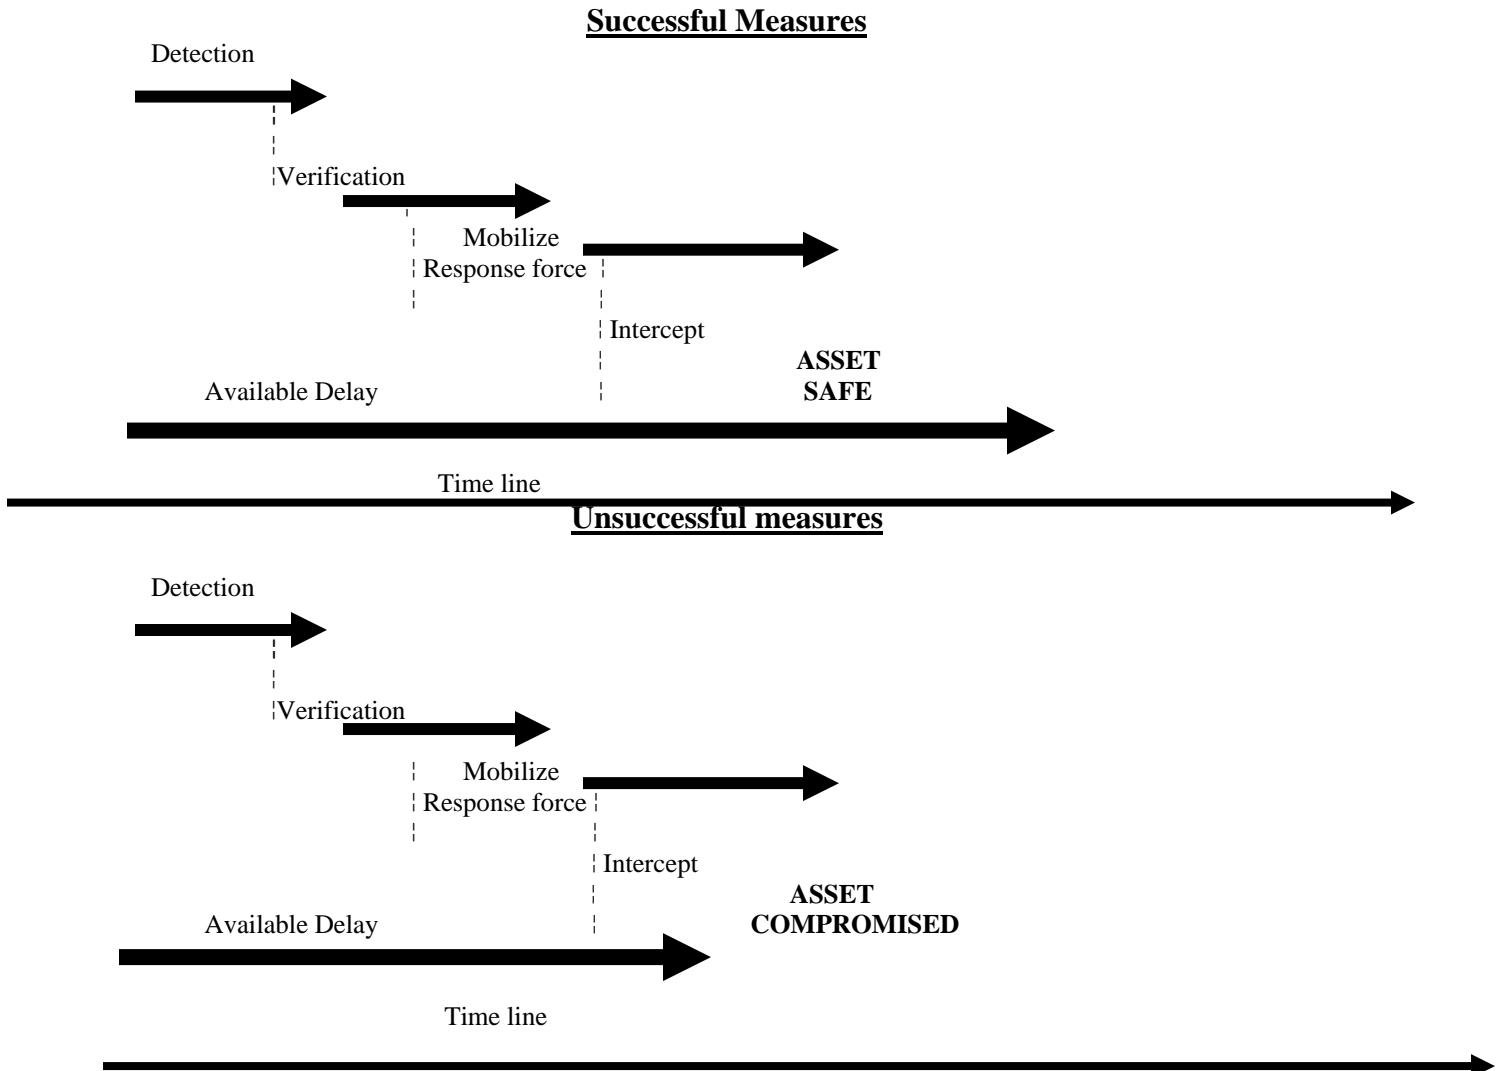 Successful Measures
Detection
Verification
Mobilize
Response force
Intercept
ASSET
SAFE
Available Delay
Time line
Unsuccessful measures
Detection
Verification
Mobilize
Response force
Intercept
ASSET
COMPROMISED
Available Delay
Time line